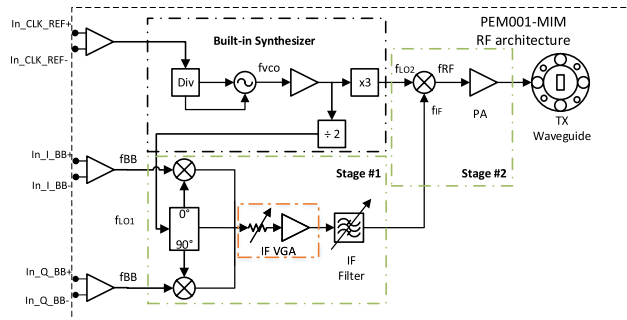 In_CLK_REF+
In_CLK_REF-
Built-in Synthesizer
PEM001-MIM
RF architecture
Div
fvco
x3
fLO2
fRF
fIF
PA
TX
Waveguide
÷ 2
In_I_BB+
In_I_BB-
fBB
Stage #1
Stage #2
fLO1
0°
90°
IF VGA
IF
Filter
In_Q_BB+
In_Q_BB-
fBB